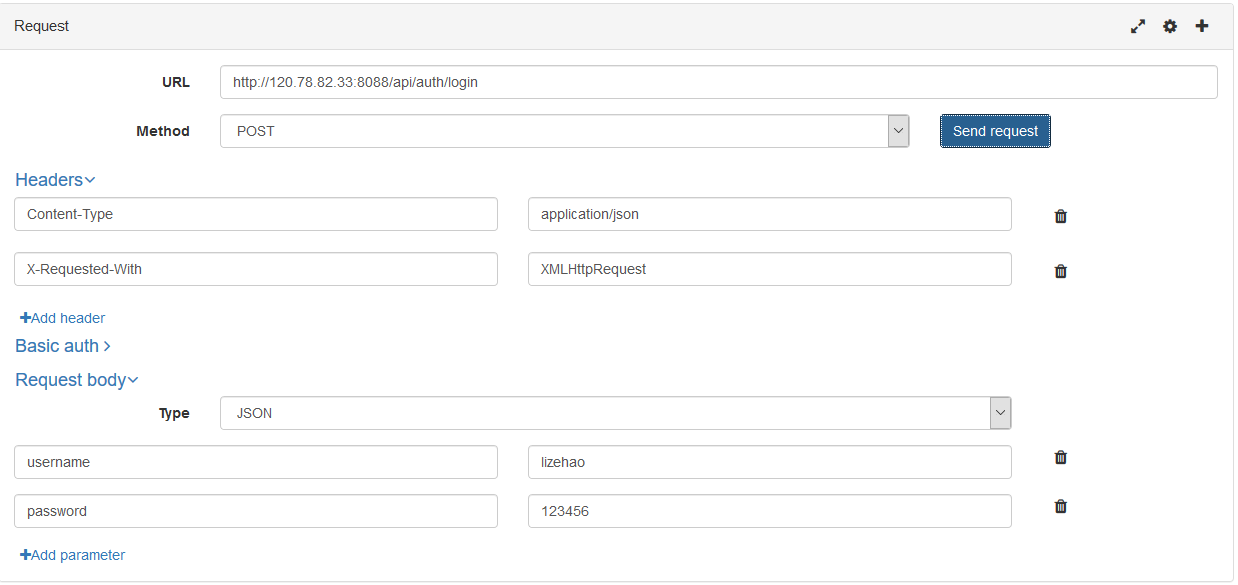 Request
URL http://120.78.82.33:8088/api/auth/login
Method POST Send request
Headers
Content-Type application/json
X-Requested-With XMLHttpRequest
Add header
Basic auth
Request body
Type JSON
username lizehao
password 123456
Add parameter